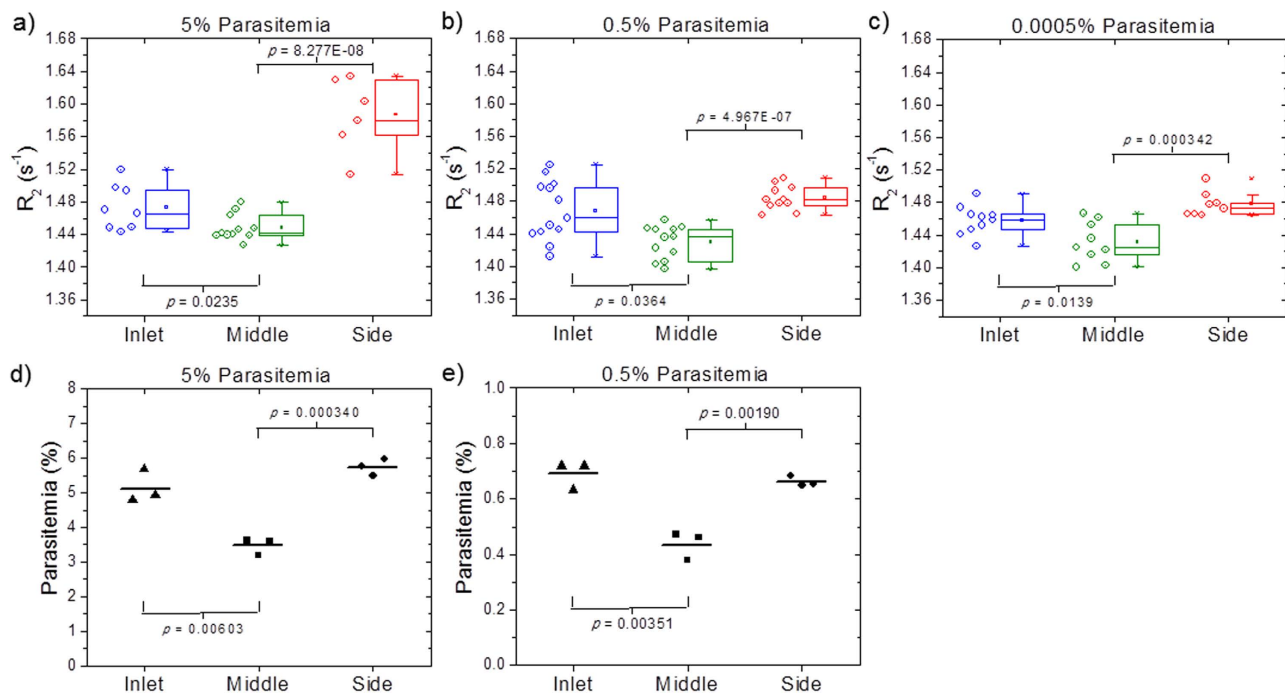 a) 5% Parasitemia
b) 0.5% Parasitemia
c) 0.0005% Parasitemia
R2 (s-1)
1.68
1.64
1.60
1.56
1.52
1.48
1.44
1.40
1.36
p = 8.277E-08
p = 0.0235
Inlet Middle Side
R2 (s-1)
1.68
1.64
1.60
1.56
1.52
1.48
1.44
1.40
1.36
p = 4.967E-07
p = 0.0364
Inlet Middle Side
R2 (s-1)
1.68
1.64
1.60
1.56
1.52
1.48
1.44
1.40
1.36
p = 0.000342
p = 0.0139
Inlet Middle Side
d) 5% Parasitemia
Parasitemia (%)
8
7
6
5
4
3
2
1
0
p = 0.000340
p = 0.00603
Inlet Middle Side
e) 0.5% Parasitemia
Parasitemia (%)
1.0
0.8
0.6
0.4
0.2
0.0
p = 0.00190
p = 0.00351
Inlet Middle Side